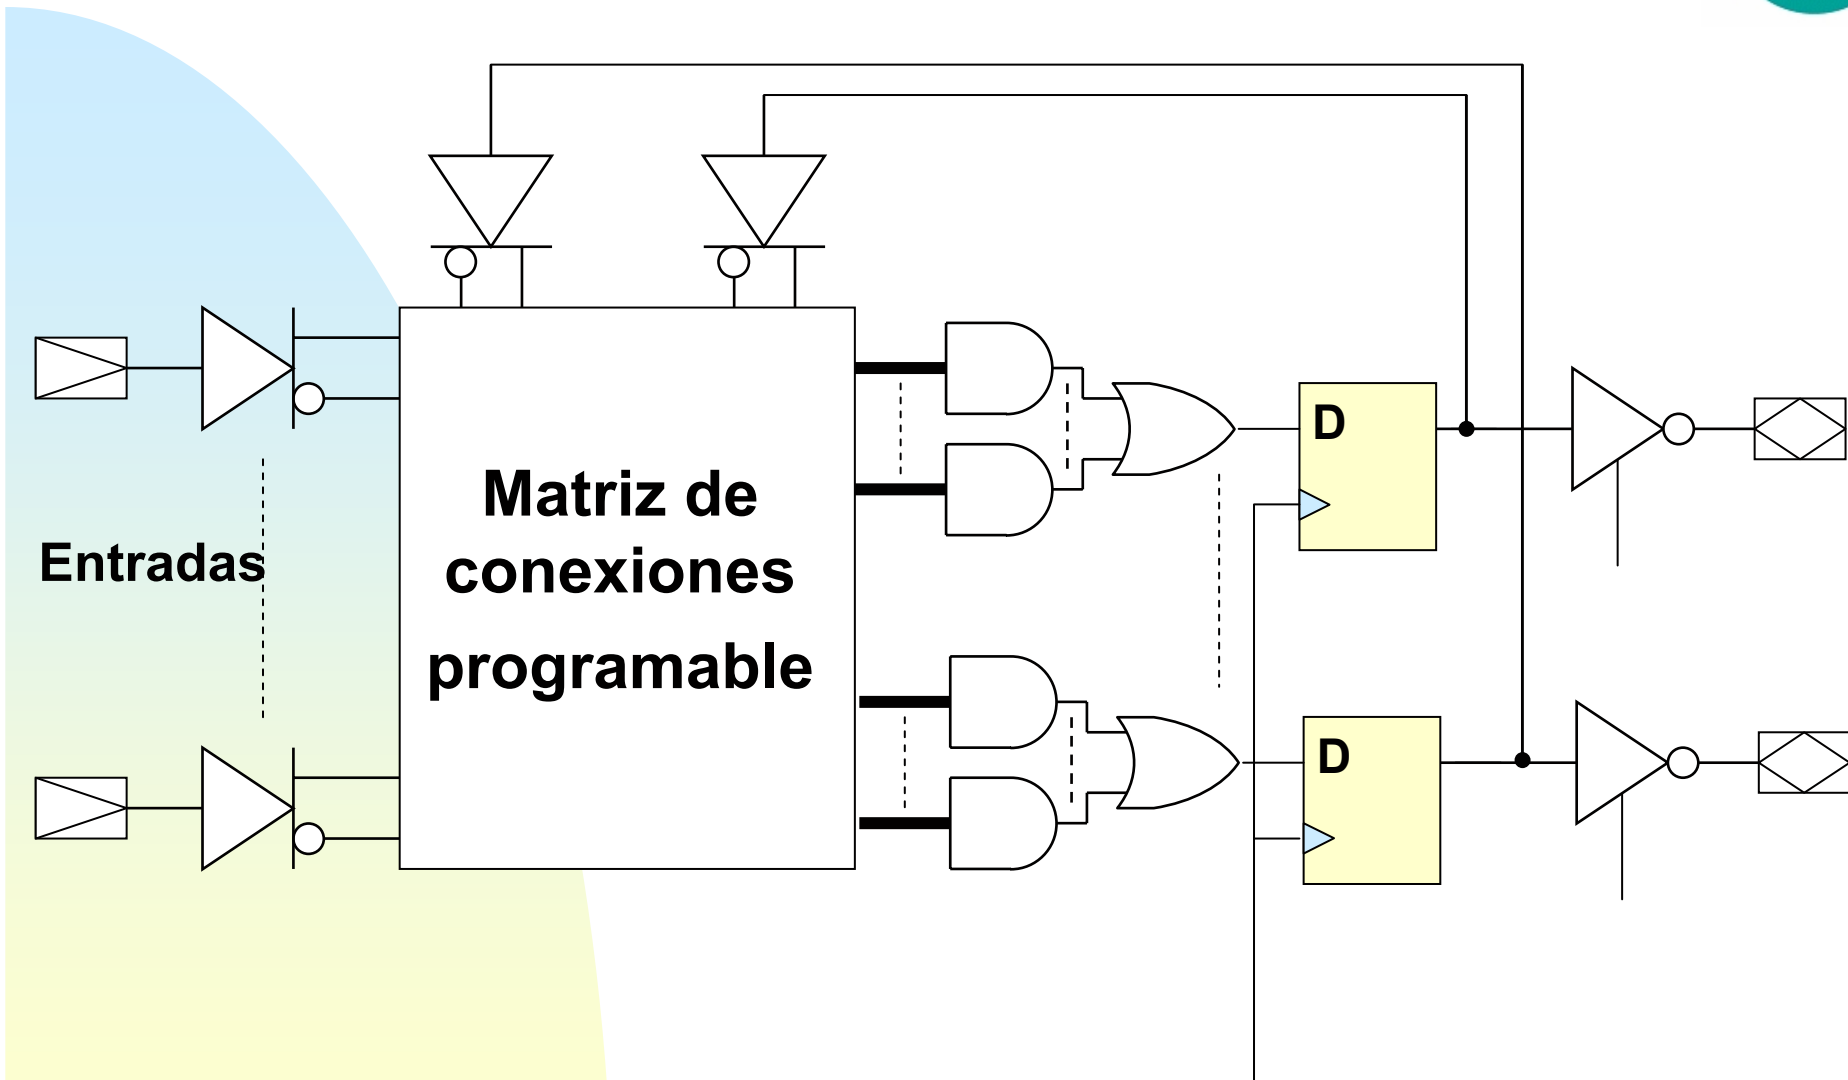 D
Matriz de
conexiones
Entradas
programable
D